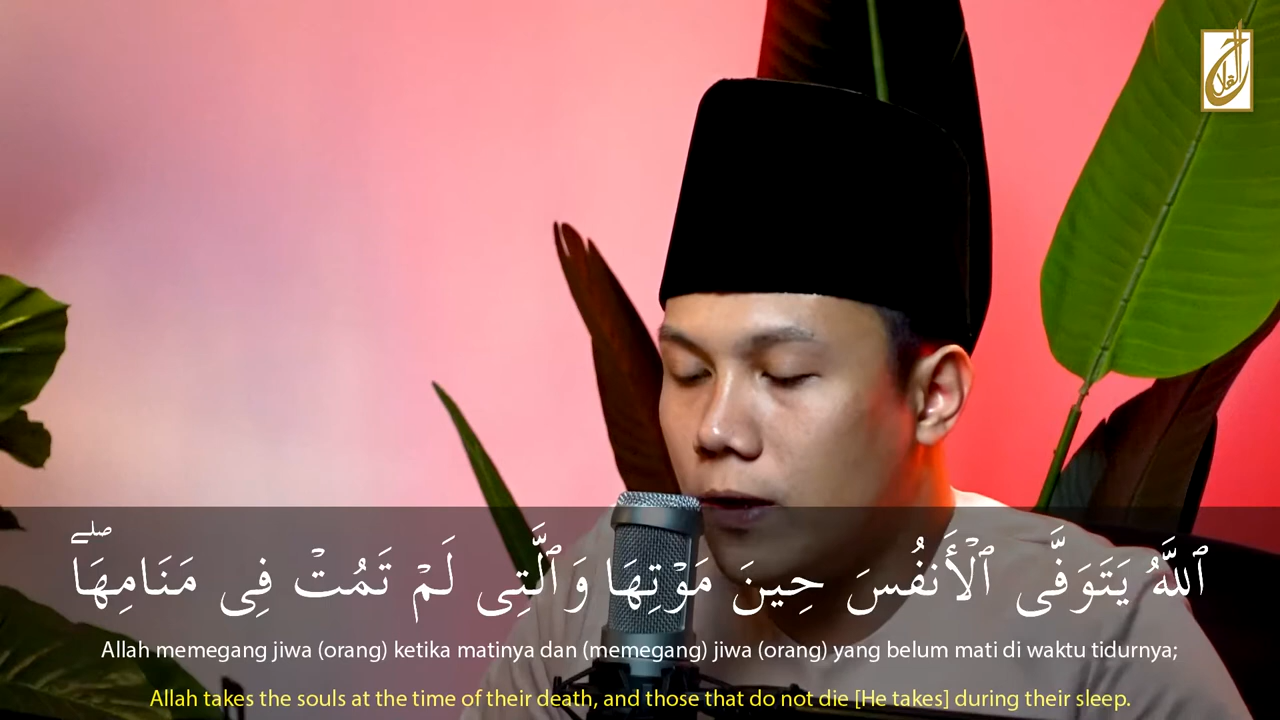 ٱللَّهُ يَتَوَفَّى ٱلْأَنفُسَ حِينَ مَوْتِهَا وَٱلَّتِى لَمْ تَمُتْ فِى مَنَامِهَاۖ
Allah memegang jiwa (orang) ketika matinya dan (memegang) jiwa (orang) yang belum mati di waktu tidurnya;
Allah takes the souls at the time of their death, and those that do not die [He takes] during their sleep.